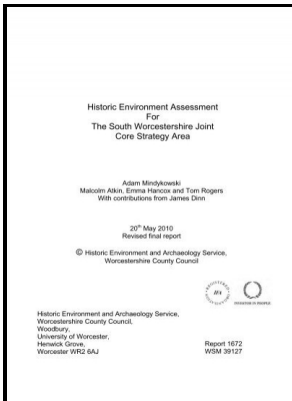 Historic Environment Assessment
For
The South Worcestershire Joint
Core Strategy Area
Adam Mindykowski
Malcolm Atkin, Emma Hancox and Tom Rogers
With contributions from James Dinn
20th May 2010
Revised final report
© Historic Environment and Archaeology Service,
Worcestershire County Council
Historic Environment and Archaeology Service,
Worcestershire County Council,
Woodbury,
University of Worcester,
Henwick Grove,
Worcester WR2 6AJ
Report 1672
WSM 39127